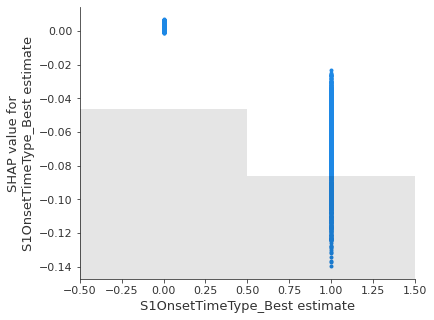 0.00
−0.02
−0.04
−0.06
−0.08
−0.10
−0.12
−0.14
SHAP value for
S1OnsetTimeType_Best estimate
−0.50 −0.25 0.00 0.25 0.50 0.75 1.00 1.25 1.50
S1OnsetTimeType_Best estimate